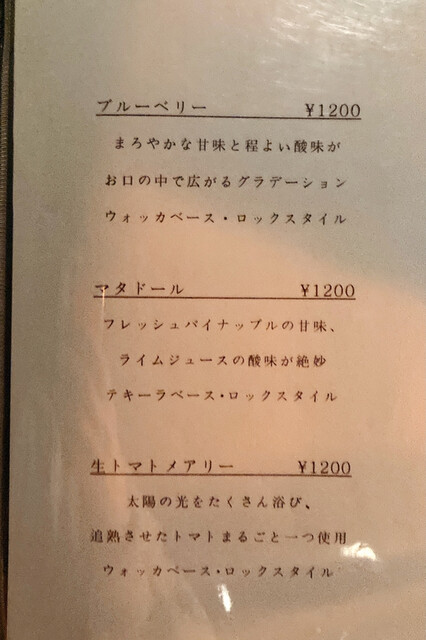 ブルーベリー ¥1200
まろやかな甘味と程よい酸味が
お口の中で広がるグラデーション
ウォッカベース・ロックスタイル
マタドール ¥1200
フレッシュパイナップルの甘味、
ライムジュースの酸味が絶妙
テキーラベース・ロックスタイル
生トマトメアリー ¥1200
太陽の光をたくさん浴び、
追熟させたトマトまるごと一つ使用
ウォッカベース・ロックスタイル